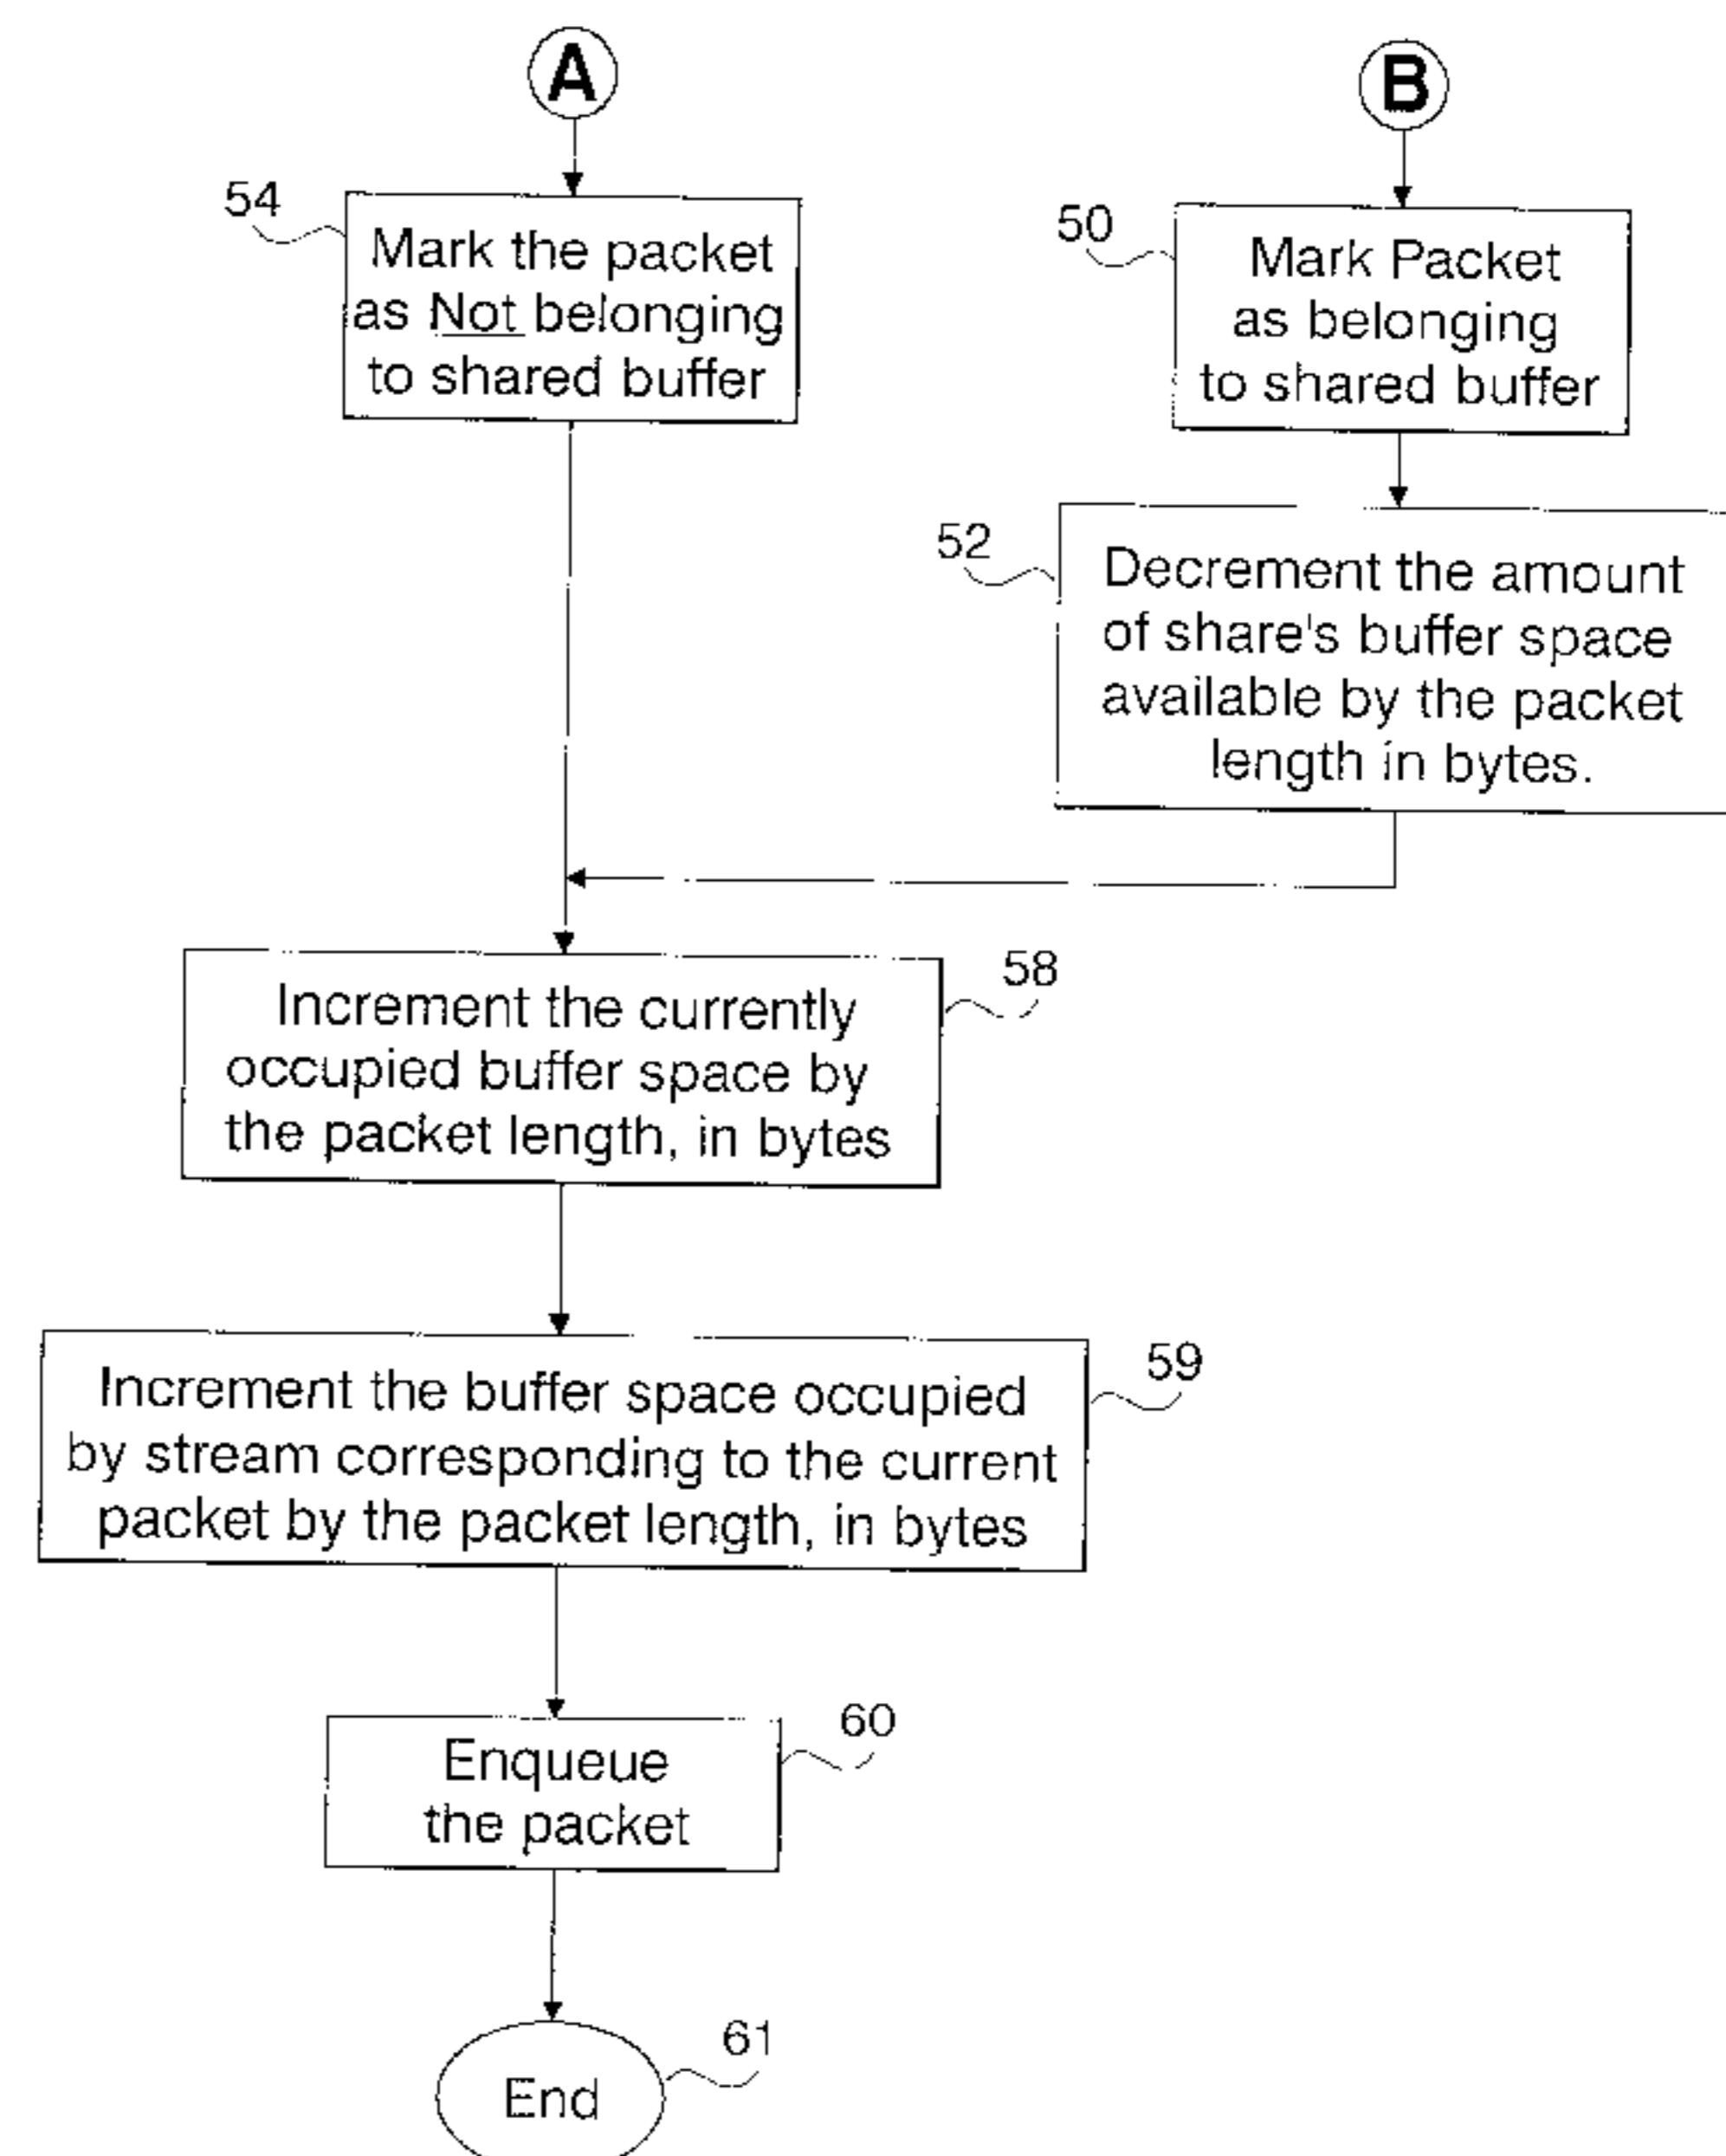 A
54
Mark the packet
as Not belonging
to shared buffer
B
50
Mark Packet
as belonging
to shared buffer
52
Decrement the amount
of share's buffer space
available by the packet
length in bytes.
58
Increment the currently
occupied buffer space by
the packet length, in bytes
59
Increment the buffer space occupied
by stream corresponding to the current
packet by the packet length, in bytes
60
Enqueue
the packet
61
End